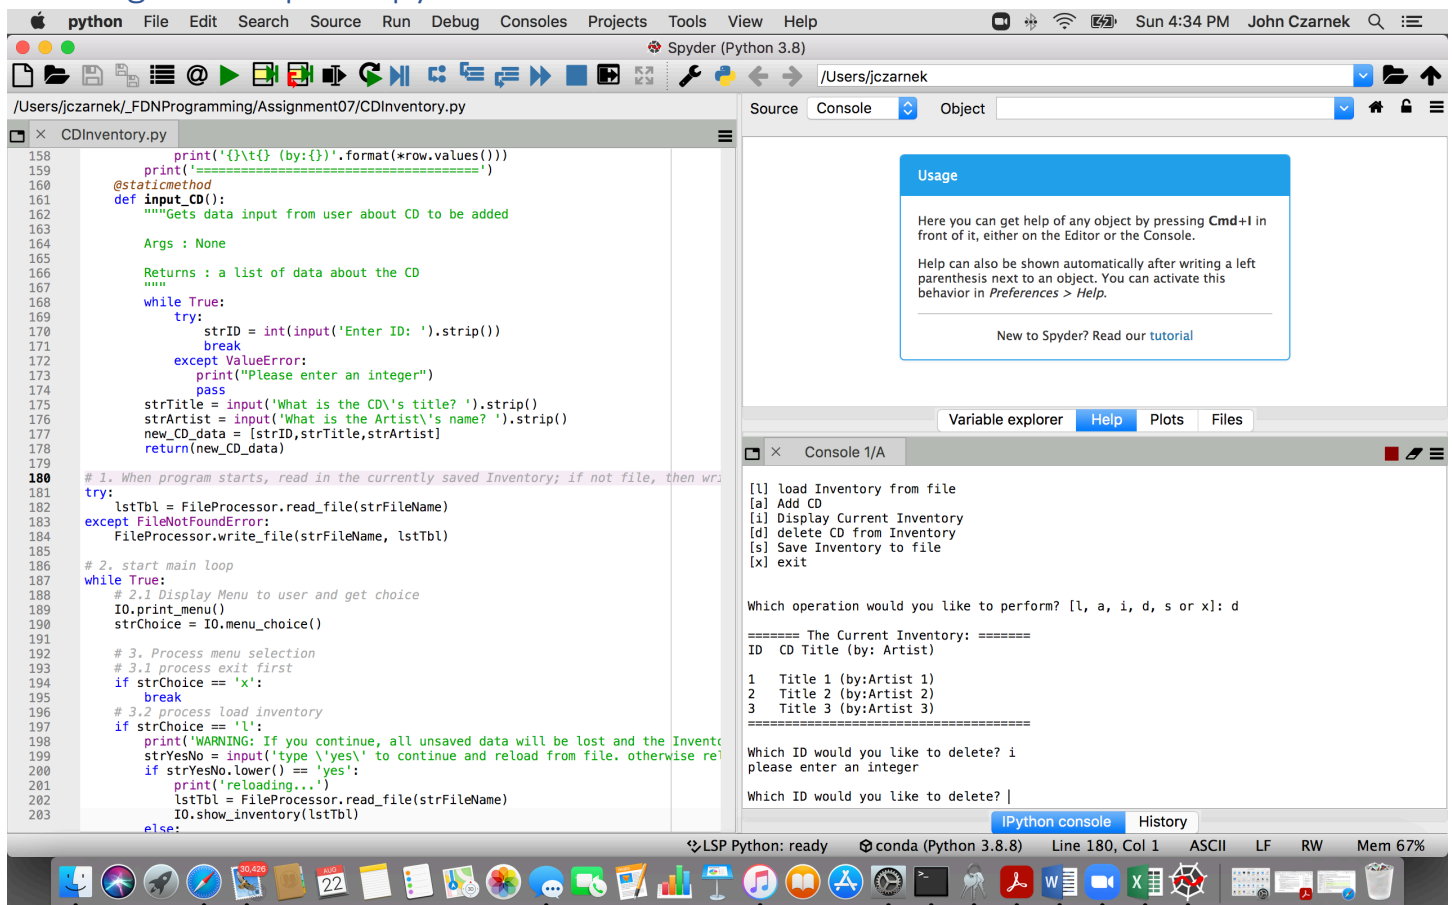 python File Edit Search Source Run Debug Consoles Projects Tools View Help Sun 4:34 PM John Czarnek
Spyder (Python 3.8)
/Users/jczarnek
/Users/jczarnek/_FDNProgramming/Assignment07/CDInventory.py
Source Console Object
CDInventory.py
158 print('{}\t{} (by:{})'.format(*row.values()))
159 print('======================================')
160 @staticmethod
161 def input_CD():
162 """Gets data input from user about CD to be added
163
164 Args : None
165
166 Returns : a list of data about the CD
167 """
168 while True:
169 try:
170 strID = int(input('Enter ID: ').strip())
171 break
172 except ValueError:
173 print("Please enter an integer")
174 pass
175 strTitle = input('What is the CD\'s title? ').strip()
176 strArtist = input('What is the Artist\'s name? ').strip()
177 new_CD_data = [strID,strTitle,strArtist]
178 return(new_CD_data)
179
180 # 1. When program starts, read in the currently saved Inventory; if not file, then wri
181 try:
182 lstTbl = FileProcessor.read_file(strFileName)
183 except FileNotFoundError:
184 FileProcessor.write_file(strFileName, lstTbl)
185
186 # 2. start main loop
187 while True:
188 # 2.1 Display Menu to user and get choice
189 IO.print_menu()
190 strChoice = IO.menu_choice()
191
192 # 3. Process menu selection
193 # 3.1 process exit first
194 if strChoice == 'x':
195 break
196 # 3.2 process load inventory
197 if strChoice == 'l':
198 print('WARNING: If you continue, all unsaved data will be lost and the Invento
199 strYesNo = input('type \'yes\' to continue and reload from file. otherwise rel
200 if strYesNo.lower() == 'yes':
201 print('reloading...')
202 lstTbl = FileProcessor.read_file(strFileName)
203 IO.show_inventory(lstTbl)
else:
Usage
Here you can get help of any object by pressing Cmd+I in
front of it, either on the Editor or the Console.
Help can also be shown automatically after writing a left
parenthesis next to an object. You can activate this
behavior in Preferences > Help.
New to Spyder? Read our tutorial
Variable explorer Help Plots Files
Console 1/A
[l] load Inventory from file
[a] Add CD
[i] Display Current Inventory
[d] delete CD from Inventory
[s] Save Inventory to file
[x] exit
Which operation would you like to perform? [l, a, i, d, s or x]: d
======= The Current Inventory: =======
ID CD Title (by: Artist)
1 Title 1 (by:Artist 1)
2 Title 2 (by:Artist 2)
3 Title 3 (by:Artist 3)
======================================
Which ID would you like to delete? i
please enter an integer
Which ID would you like to delete?
IPython console History
LSP Python: ready conda (Python 3.8.8) Line 180, Col 1 ASCII LF RW Mem 67%
30,426
AUG
22